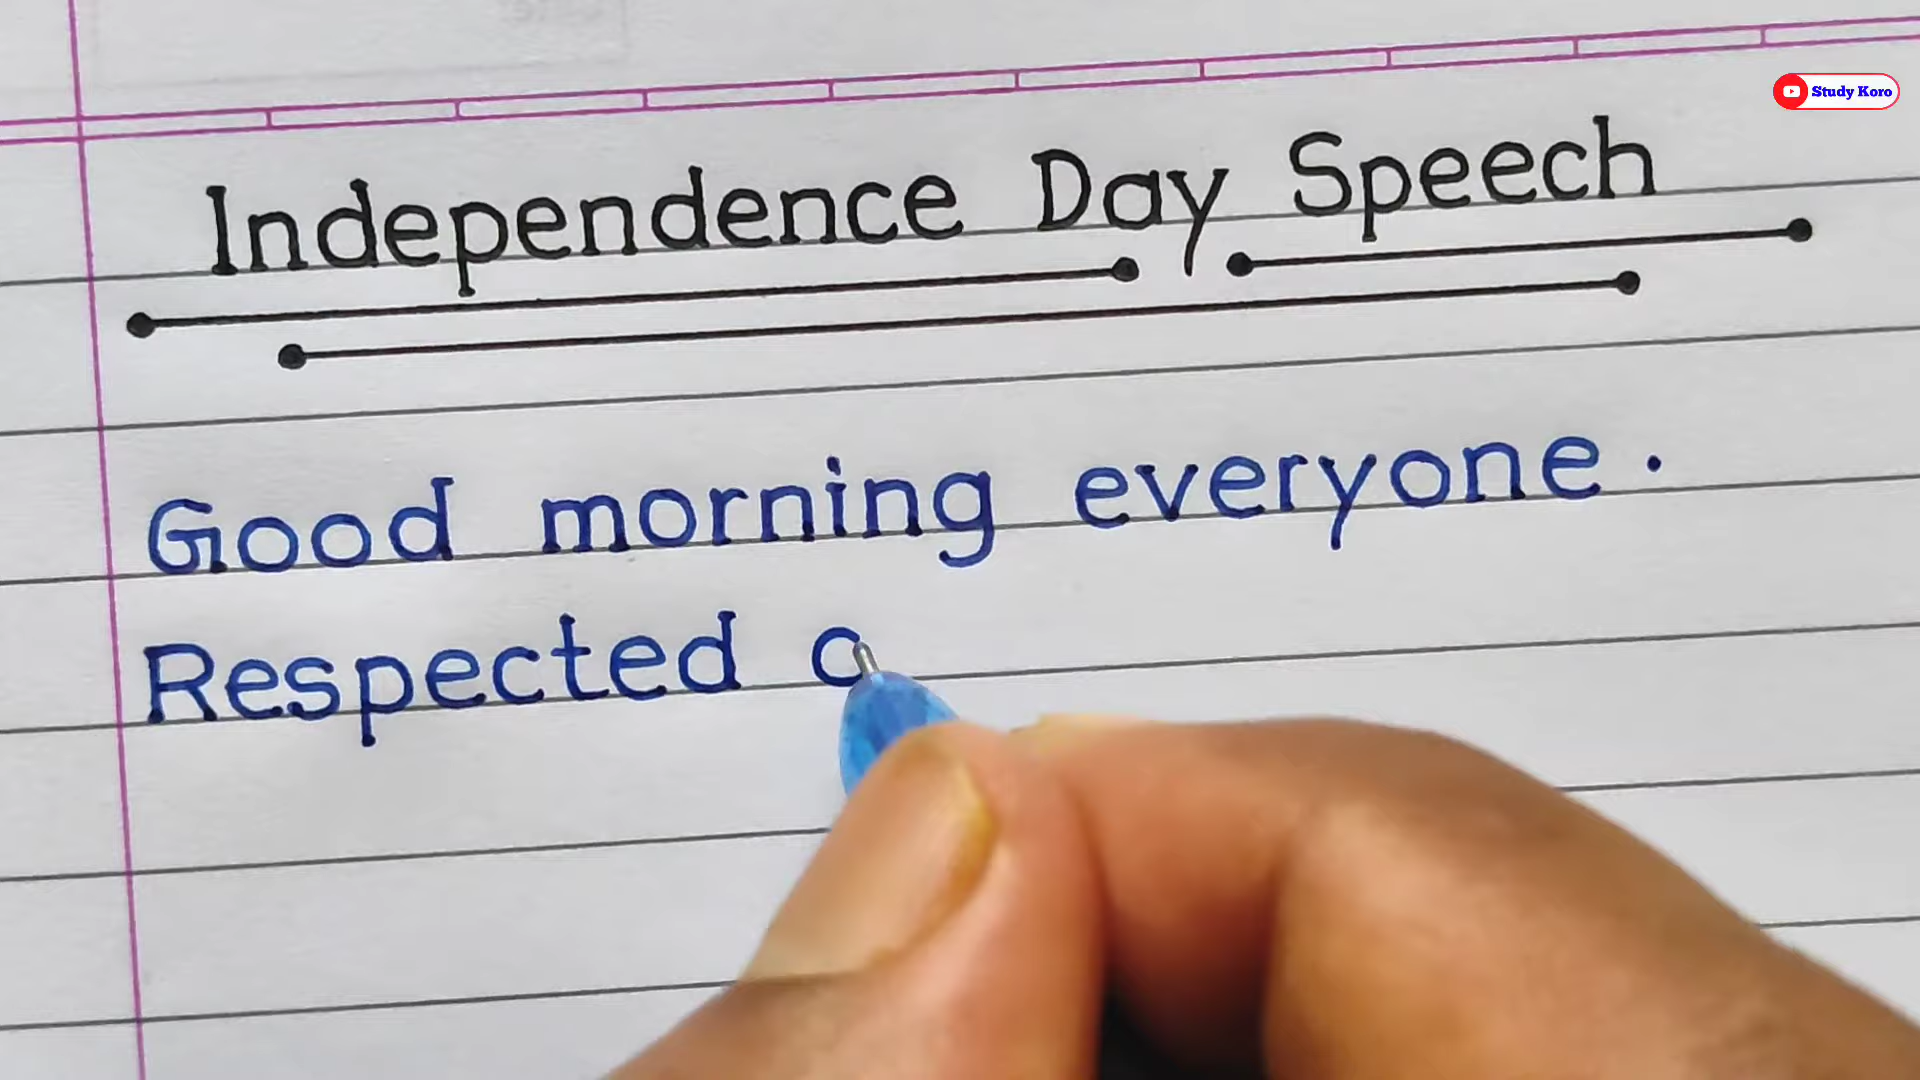 Study Koro
Independence Day Speech
Good morning everyone.
Respected